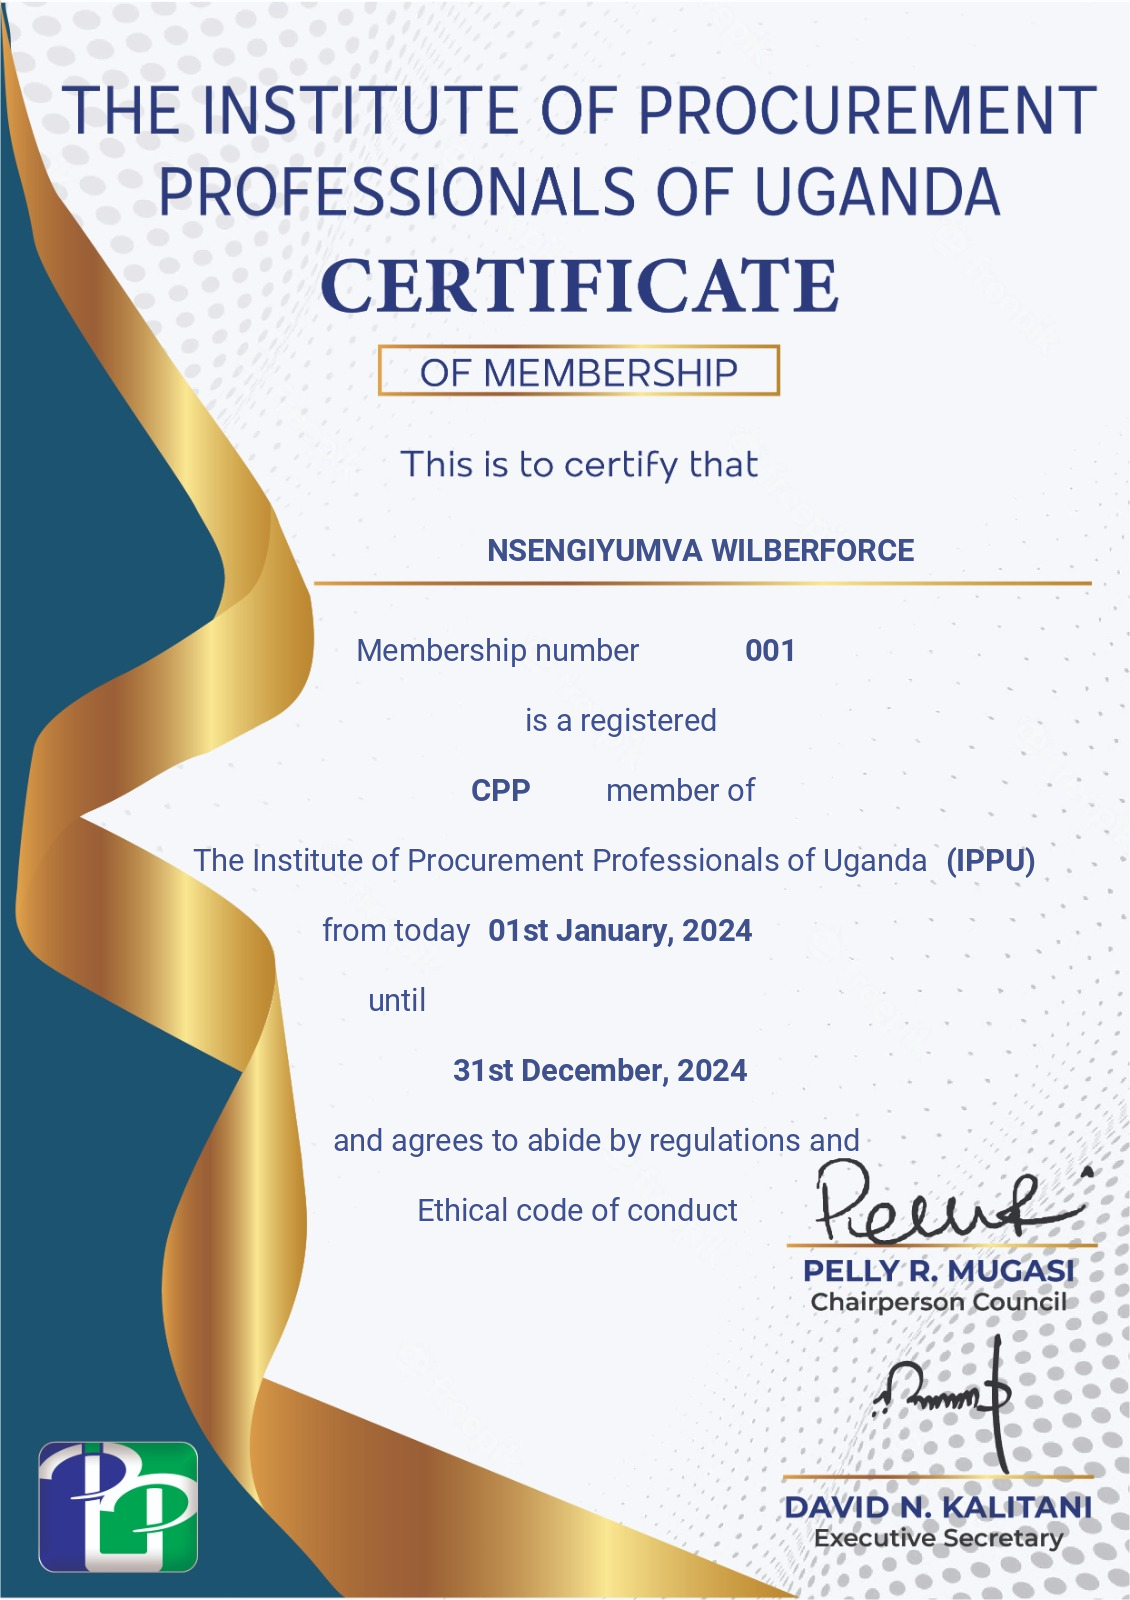 THE INSTITUTE OF PROCUREMENT
PROFESSIONALS OF UGANDA
CERTIFICATE
OF MEMBERSHIP
This is to certify that
NSENGIYUMVA WILBERFORCE
Membership number 001
is a registered
CPP member of
The Institute of Procurement Professionals of Uganda (IPPU)
from today 01st January, 2024
until
31st December, 2024
and agrees to abide by regulations and
Ethical code of conduct
PELLY R. MUGASI
Chairperson Council
DAVID N. KALITANI
Executive Secretary